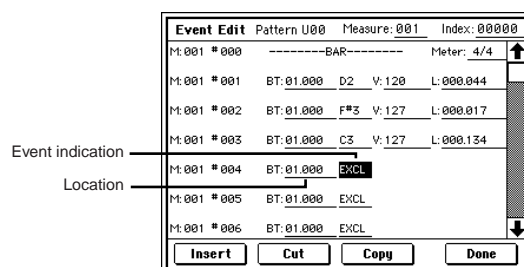 Event Edit Pattern U00 Measure: 001 Index: 00000
M: 001 #000 --------BAR-------- Meter: 4/4
M: 001 #001 BT: 01.000 D2 V: 120 L: 000.044
M: 001 #002 BT: 01.000 F#3 V: 127 L: 000.017
M: 001 #003 BT: 01.000 C3 V: 127 L: 000.134
Event indication
M: 001 #004 BT: 01.000 EXCL
Location
M: 001 #005 BT: 01.000 EXCL
M: 001 #006 BT: 01.000 EXCL
Insert Cut Copy Done